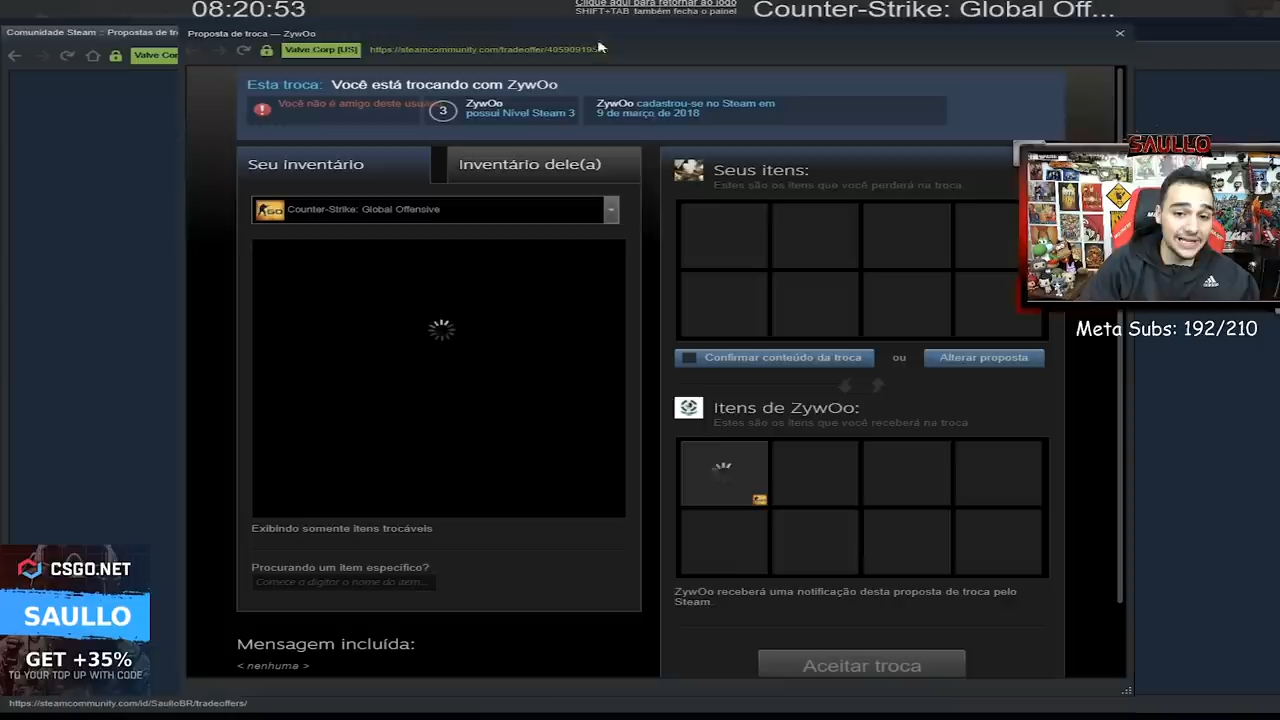 08:20:53
Clique aqui para retornar ao jogo
SHIFT+TAB também fecha o painel
Counter-Strike: Global Off...
Comunidade Steam :: Propostas de tr
Proposta de troca — ZywOo
Valve Cor
Valve Corp [US]
https://steamcommunity.com/tradeoffer/40590919
Esta troca: Você está trocando com ZywOo
Você não é amigo deste usu
3
ZywOo
possui Nível Steam 3
ZywOo cadastrou-se no Steam em
9 de março de 2018
Seu inventário
Inventário dele(a)
Counter-Strike: Global Offensive
Exibindo somente itens trocáveis
Procurando um item específico?
Comece a digitar o nome do item...
Mensagem incluída:
< nenhuma >
Seus itens:
Estes são os itens que você perderá na troca
Confirmar conteúdo da troca
ou
Alterar proposta
Itens de ZywOo:
Estes são os itens que você receberá na troca
ZywOo receberá uma notificação desta proposta de troca pelo
Steam.
Aceitar troca
SAULLO
Meta Subs: 192/210
CSGO.NET
SAULLO
GET +35%
TO YOUR TOP UP WITH CODE
https://steamcommunity.com/id/SaulloBR/tradeoffers/